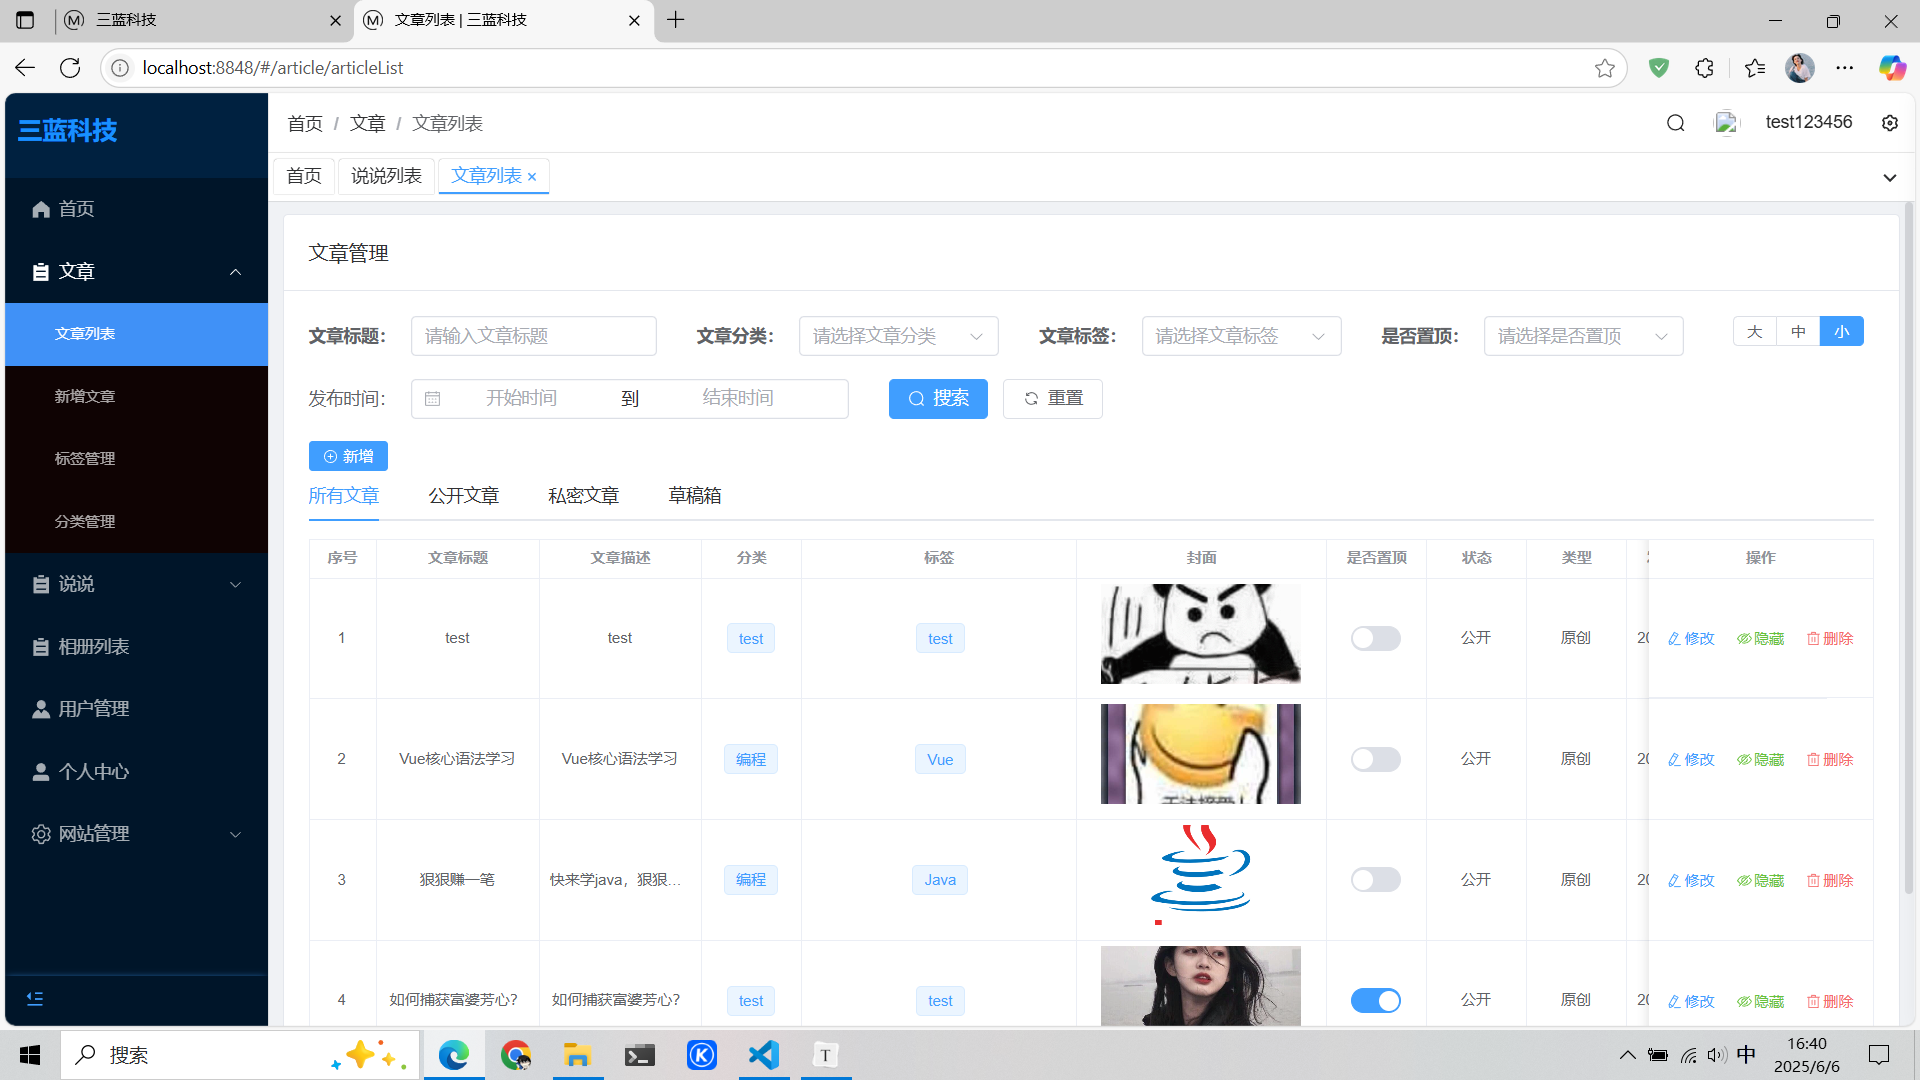 三蓝科技
文章列表 | 三蓝科技
localhost:8848/#/article/articleList
三蓝科技
首页 / 文章 / 文章列表
test123456
首页
说说列表
文章列表
首页
文章
文章列表
新增文章
标签管理
分类管理
说说
相册列表
用户管理
个人中心
网站管理
文章管理
文章标题: 请输入文章标题
文章分类: 请选择文章分类
文章标签: 请选择文章标签
是否置顶: 请选择是否置顶
大 中 小
发布时间: 开始时间 到 结束时间
搜索
重置
新增
所有文章 公开文章 私密文章 草稿箱
序号 文章标题 文章描述 分类 标签 封面 是否置顶 状态 类型 操作
1 test test test test 公开 原创 20 修改 隐藏 删除
2 Vue核心语法学习 Vue核心语法学习 编程 Vue 公开 原创 20 修改 隐藏 删除
3 狠狠赚一笔 快来学java，狠狠... 编程 Java 公开 原创 20 修改 隐藏 删除
4 如何捕获富婆芳心? 如何捕获富婆芳心? test test 公开 原创 20 修改 隐藏 删除
搜索
中
16:40
2025/6/6